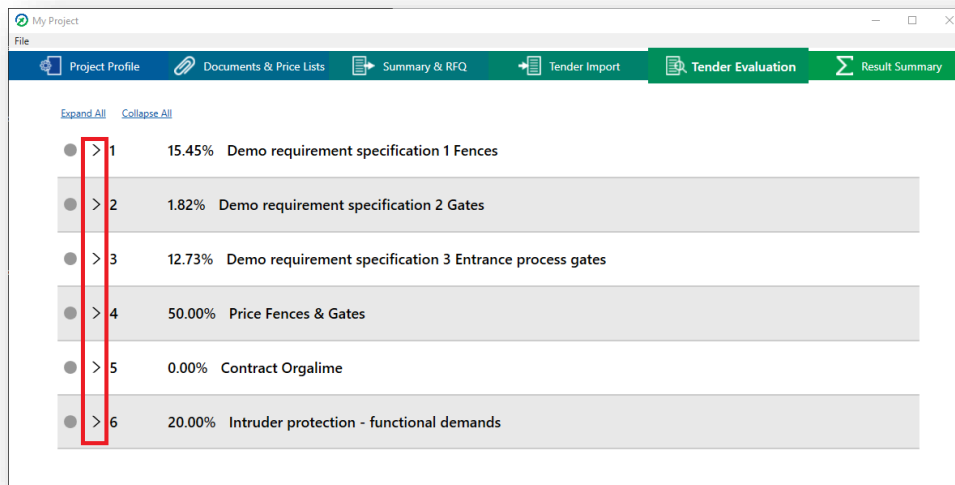 My Project
File
Project Profile Documents & Price Lists Summary & RFQ Tender Import Tender Evaluation Result Summary
Expand All Collapse All
1 15.45% Demo requirement specification 1 Fences
2 1.82% Demo requirement specification 2 Gates
3 12.73% Demo requirement specification 3 Entrance process gates
4 50.00% Price Fences & Gates
5 0.00% Contract Orgalime
6 20.00% Intruder protection - functional demands